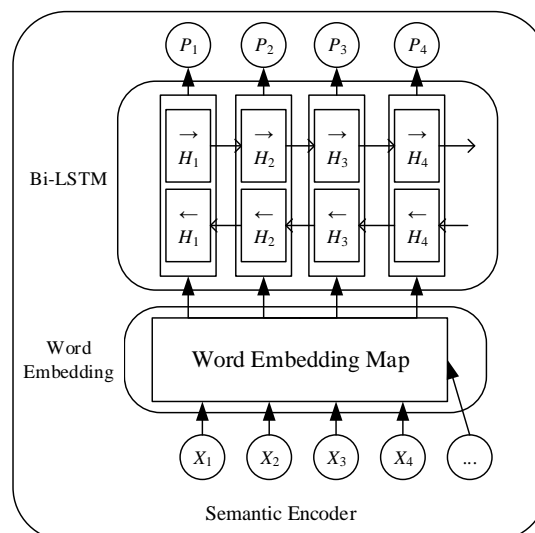 P₁ P₂ P₃ P₄
→ → → →
H₁ H₂ H₃ H₄
Bi-LSTM
← ← ← ←
H₁ H₂ H₃ H₄
Word
Embedding
Word Embedding Map
X₁ X₂ X₃ X₄ ...
Semantic Encoder